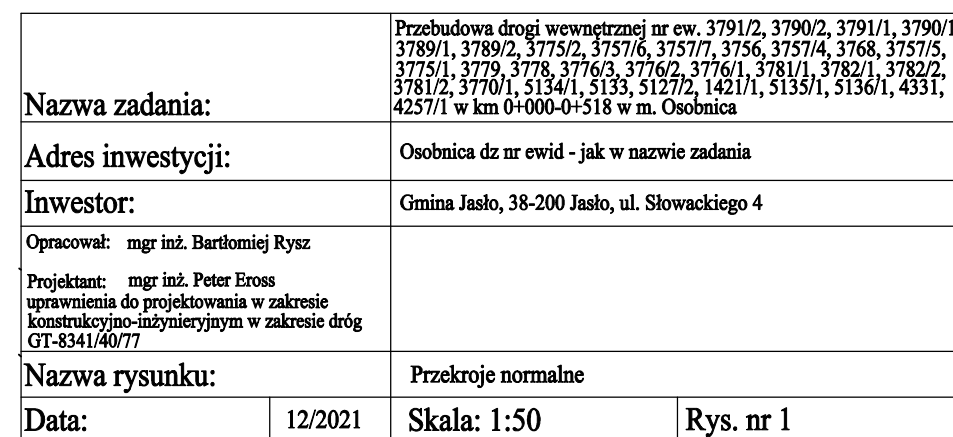 Nazwa zadania:
Przebudowa drogi wewnętrznej nr ew. 3791/2, 3790/2, 3791/1, 3790/1
3789/1, 3789/2, 3775/2, 3757/6, 3757/7, 3756, 3757/4, 3768, 3757/5,
3775/1, 3779, 3778, 3776/3, 3776/2, 3776/1, 3781/1, 3782/1, 3782/2,
3781/2, 3770/1, 5134/1, 5133, 5127/2, 1421/1, 5135/1, 5136/1, 4331,
4257/1 w km 0+000-0+518 w m. Osobnica
Adres inwestycji:
Osobnica dz nr ewid - jak w nazwie zadania
Inwestor:
Gmina Jasło, 38-200 Jasło, ul. Słowackiego 4
Opracował: mgr inż. Bartłomiej Rysz
Projektant: mgr inż. Peter Eross
uprawnienia do projektowania w zakresie
konstrukcyjno-inżynieryjnym w zakresie dróg
GT-8341/40/77
Nazwa rysunku:
Przekroje normalne
Data:
12/2021
Skala: 1:50
Rys. nr 1